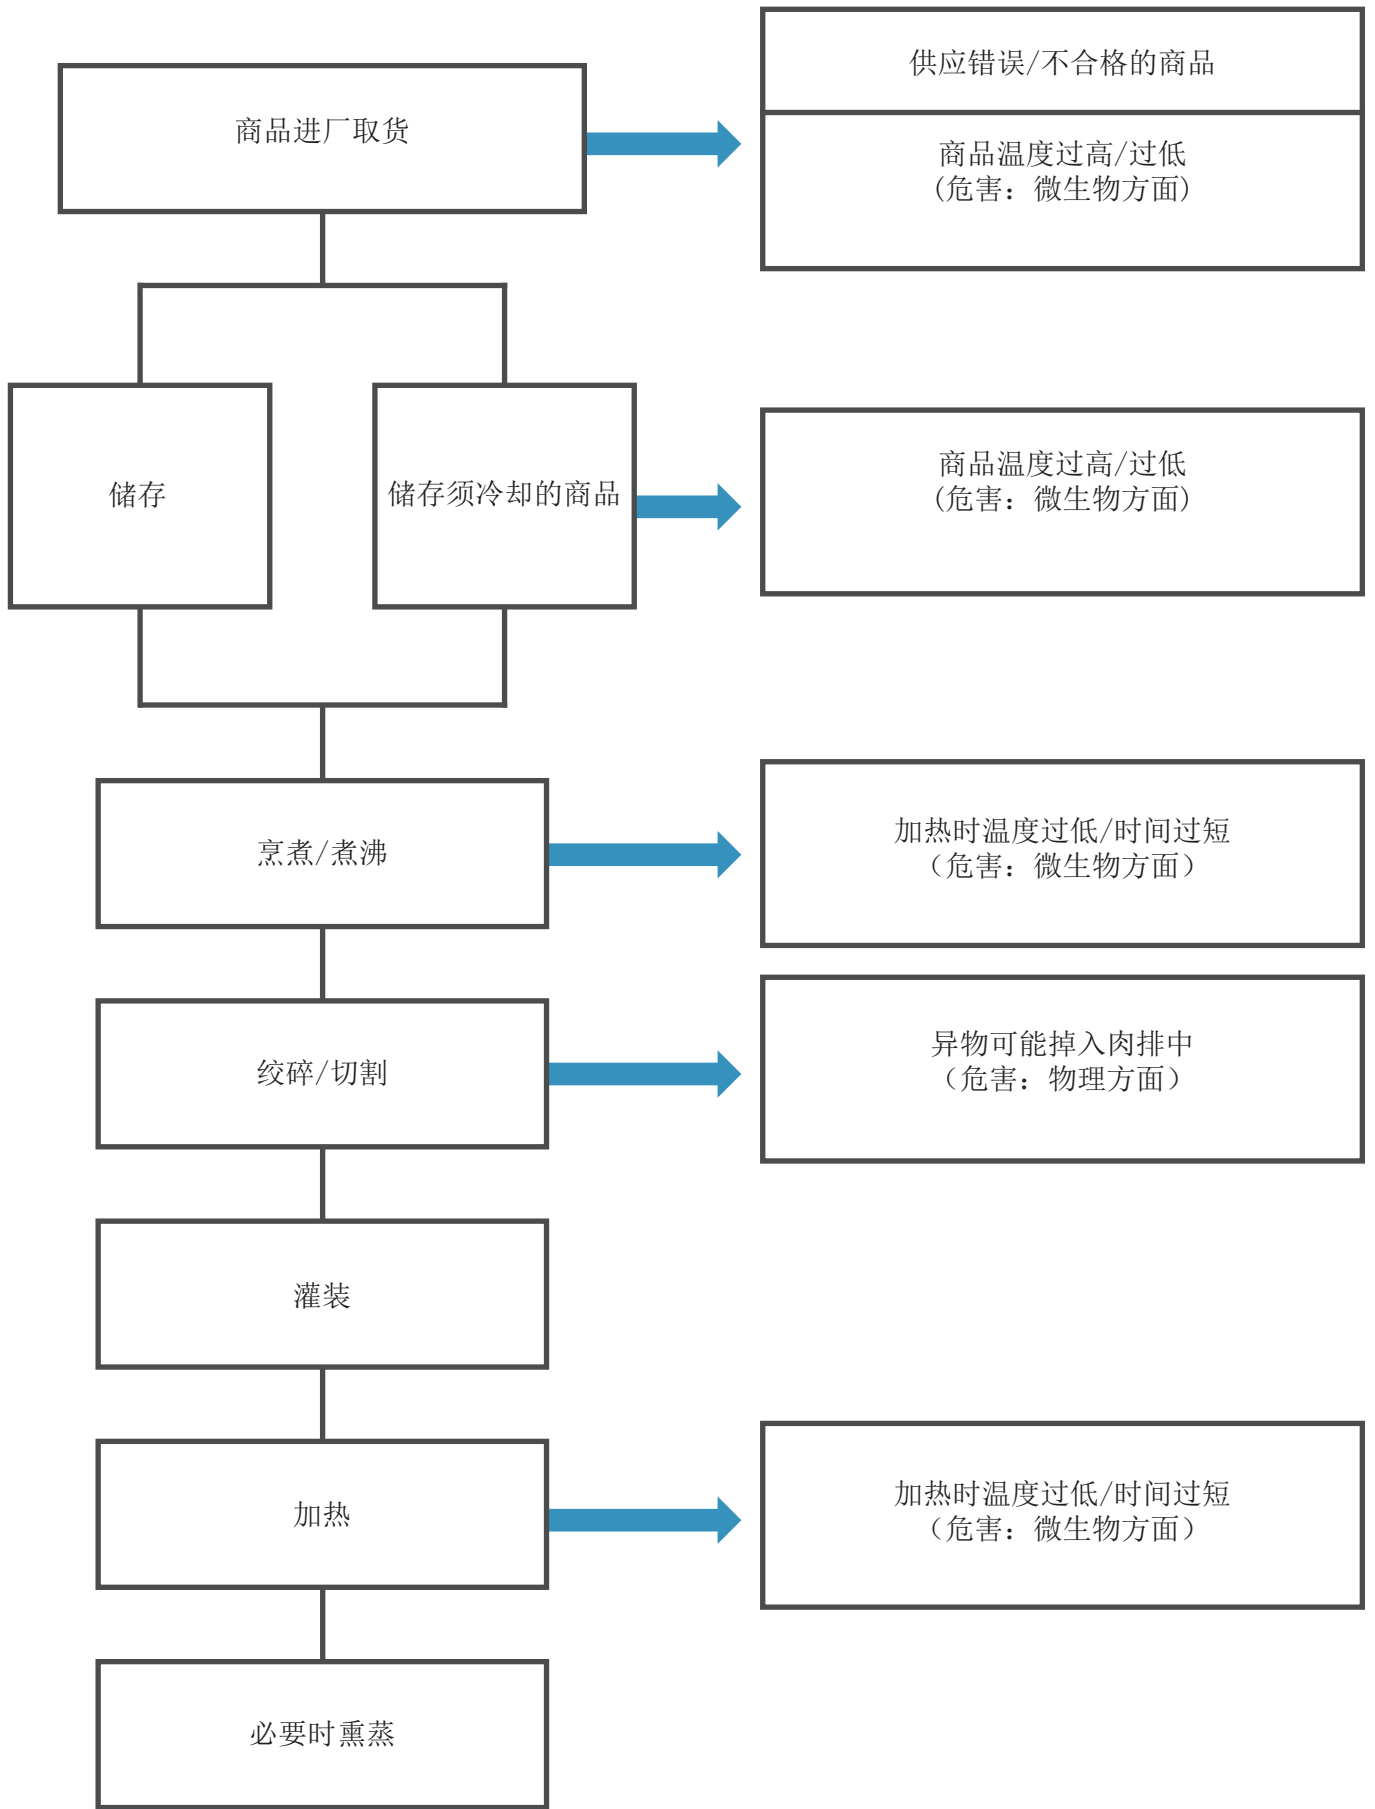 供应错误/不合格的商品
商品进厂取货
商品温度过高/过低
(危害：微生物方面)
储存
储存须冷却的商品
商品温度过高/过低
(危害：微生物方面)
烹煮/煮沸
加热时温度过低/时间过短
（危害：微生物方面）
绞碎/切割
异物可能掉入肉排中
（危害：物理方面）
灌装
加热
加热时温度过低/时间过短
（危害：微生物方面）
必要时熏蒸